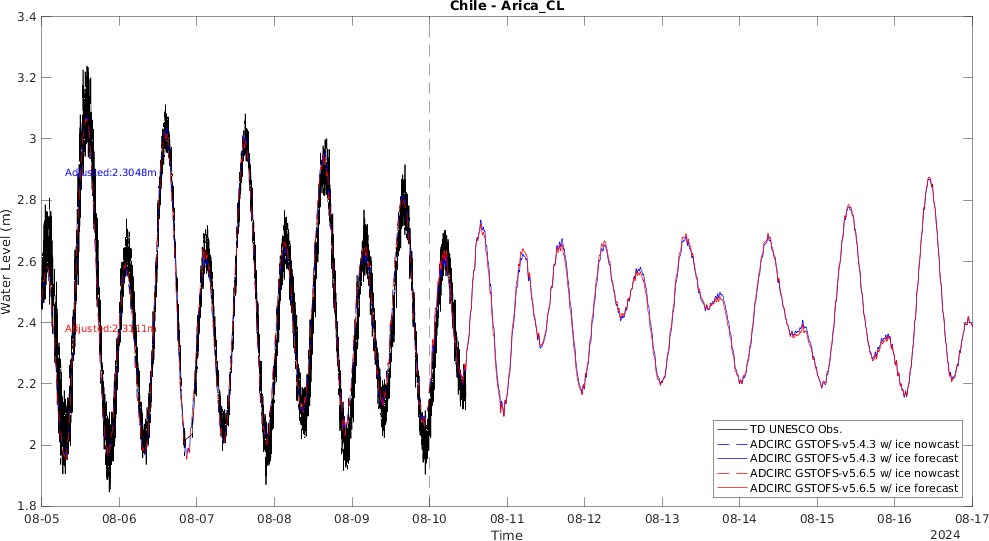 Chile - Arica_CL
Water Level (m)
3.4
3.2
3
2.8
2.6
2.4
2.2
2
1.8
Adjusted:2.3048m
Adjusted:2.3111m
TD UNESCO Obs.
ADCIRC GSTOFS-v5.4.3 w/ ice nowcast
ADCIRC GSTOFS-v5.4.3 w/ ice forecast
ADCIRC GSTOFS-v5.6.5 w/ ice nowcast
ADCIRC GSTOFS-v5.6.5 w/ ice forecast
08-05 08-06 08-07 08-08 08-09 08-10 08-11 08-12 08-13 08-14 08-15 08-16 08-17
Time
2024